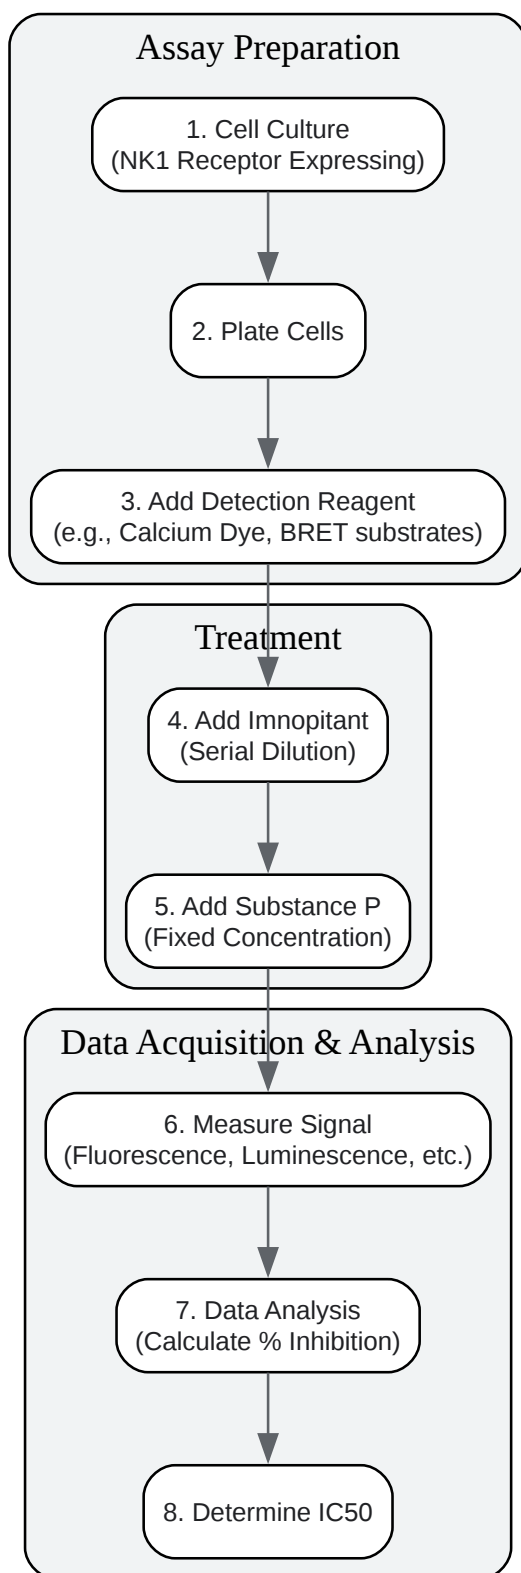 Assay Preparation
1. Cell Culture
(NK1 Receptor Expressing)
2. Plate Cells
3. Add Detection Reagent
(e.g., Calcium Dye, BRET substrates)
Treatment
4. Add Imnopitant
(Serial Dilution)
5. Add Substance P
(Fixed Concentration)
Data Acquisition & Analysis
6. Measure Signal
(Fluorescence, Luminescence, etc.)
7. Data Analysis
(Calculate % Inhibition)
8. Determine IC50